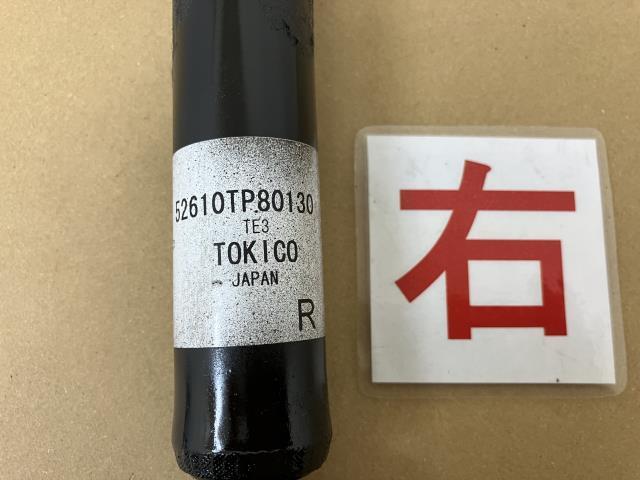 52610TP80130
TE3
TOKICO
JAPAN
R
右